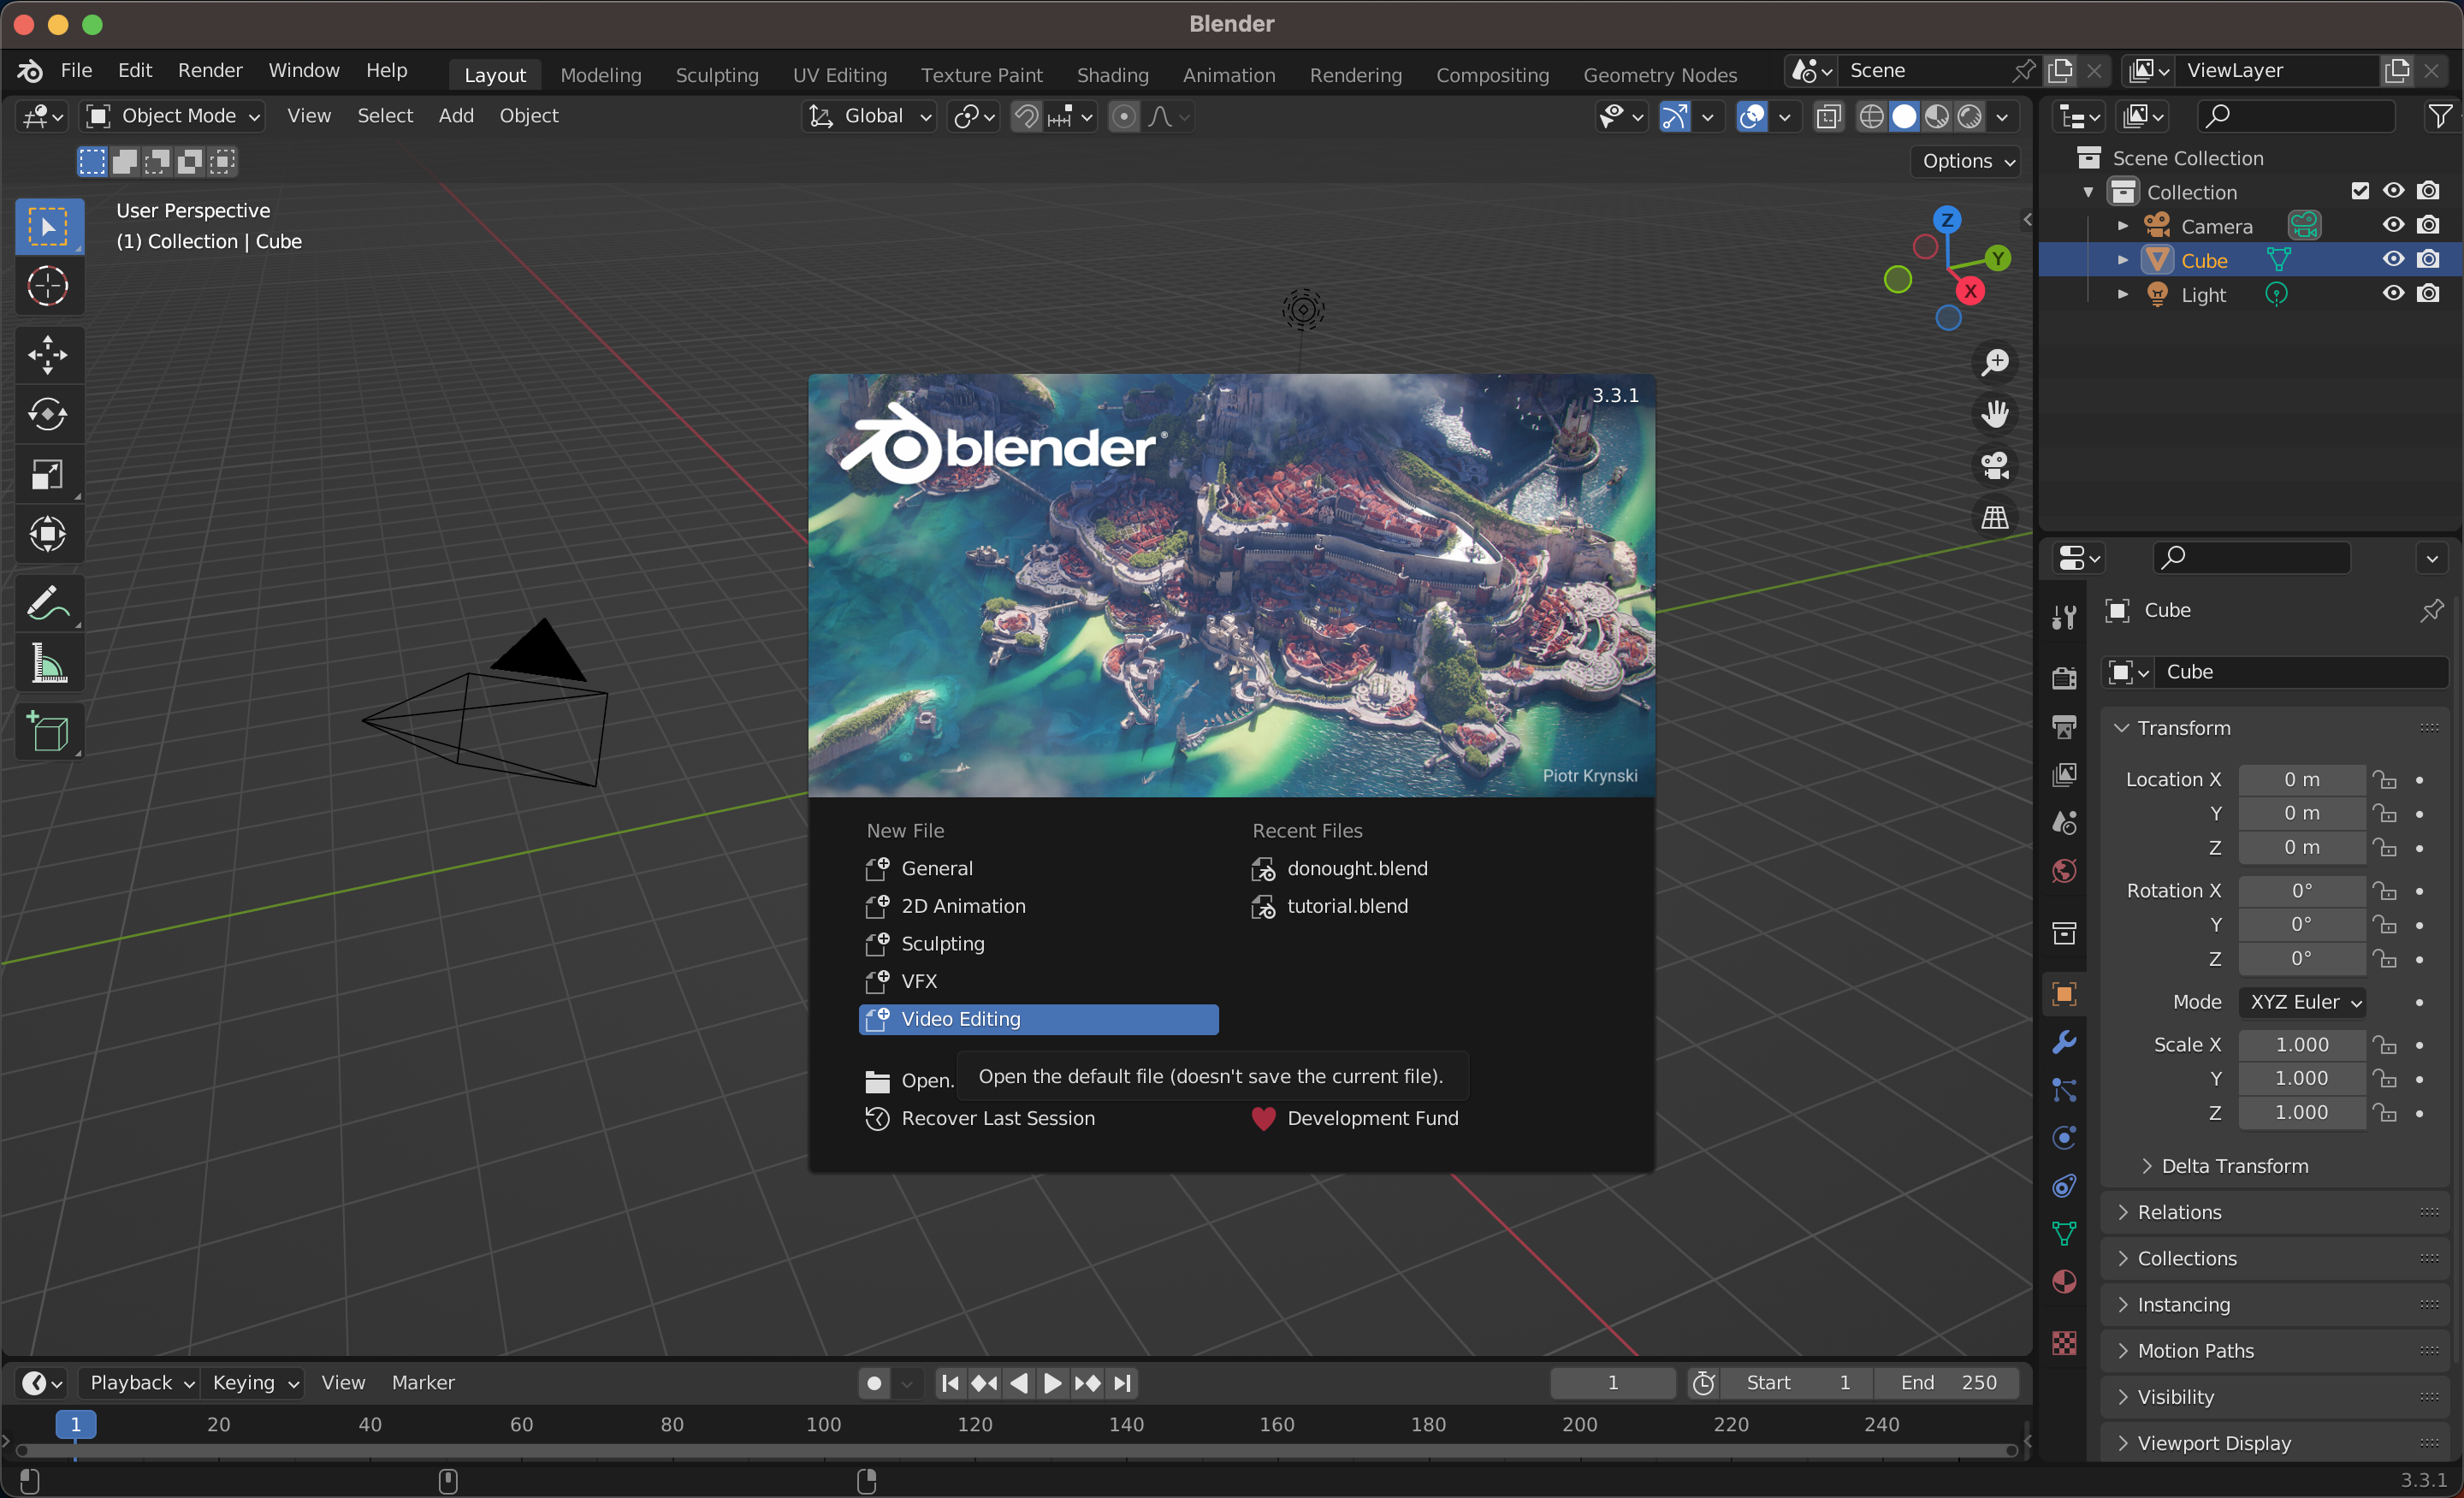 Blender
File Edit Render Window Help Layout Modeling Sculpting UV Editing Texture Paint Shading Animation Rendering Compositing Geometry Nodes Scene ViewLayer
Object Mode View Select Add Object Global
Options
User Perspective
(1) Collection | Cube
Z
Y
X
Scene Collection
Collection
Camera
Cube
Light
3.3.1
blender
Piotr Krynski
New File
General
2D Animation
Sculpting
VFX
Video Editing
Recent Files
donought.blend
tutorial.blend
Open.
Open the default file (doesn't save the current file).
Recover Last Session
Development Fund
Cube
Cube
Transform
Location X 0 m
Y 0 m
Z 0 m
Rotation X 0°
Y 0°
Z 0°
Mode XYZ Euler
Scale X 1.000
Y 1.000
Z 1.000
Delta Transform
Relations
Collections
Instancing
Motion Paths
Visibility
Viewport Display
Playback Keying View Marker 1 Start 1 End 250
1 20 40 60 80 100 120 140 160 180 200 220 240
3.3.1